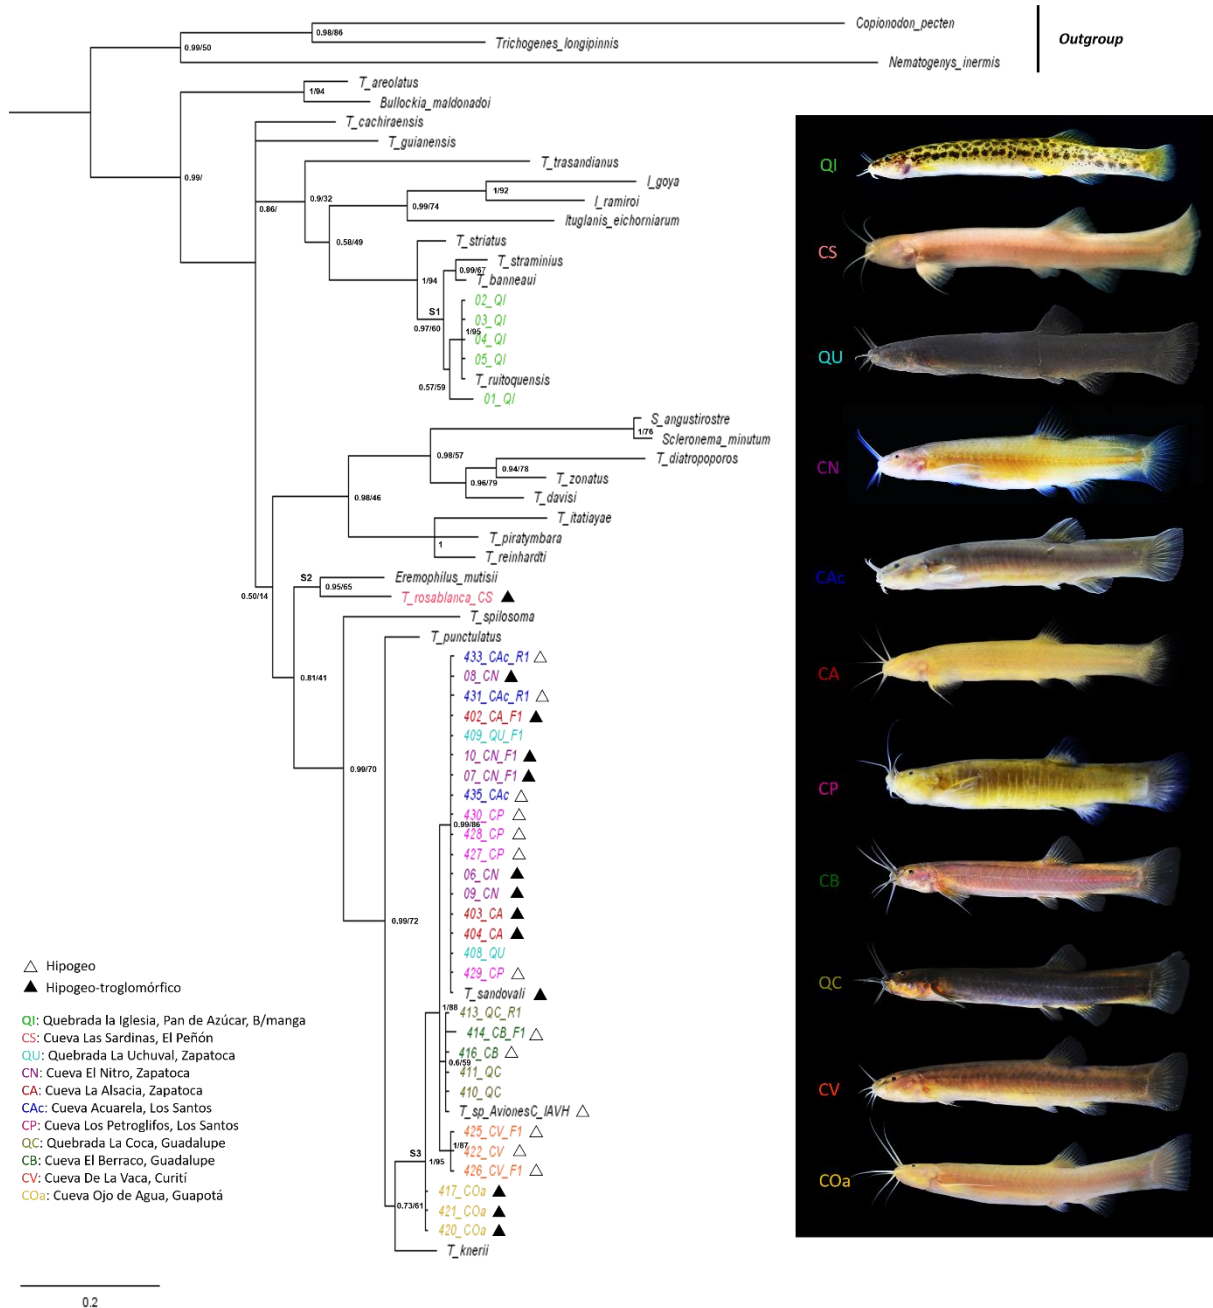 Copionodon_pecten
0.98/86
0.99/50
Trichogenes_longipinnis
Outgroup
Nematogenys_inermis
T_areolatus
1/94
Bullockia_maldonadoi
T_cachiraensis
T_guianensis
0.99/
T_trasandianus
I_goya
1/92
0.9/32
I_ramiroi
0.99/74
0.86/
Ituglanis_eichorniarum
0.58/49
T_striatus
T_straminius
0.99/67
1/94
T_banneaui
02_QI
S1
03_QI
0.97/60
1/95
04_QI
05_QI
T_ruitoquensis
0.57/59
01_QI
S_angustirostre
1/76
Scleronema_minutum
0.98/57
T_diatropoporos
0.94/78
0.98/46
T_zonatus
0.96/79
T_davisi
T_itatiayae
T_piratymbara
1
T_reinhardti
S2
Eremophilus_mutisii
0.95/65
0.50/14
T_rosablanca_CS
T_spilosoma
T_punctulatus
433_CAc_R1
0.81/41
08_CN
431_CAc_R1
402_CA_F1
409_QU_F1
10_CN_F1
0.99/70
07_CN_F1
435_CAc
430_CP
0.99/86
428_CP
427_CP
06_CN
09_CN
403_CA
0.99/72
404_CA
408_QU
429_CP
T_sandovali
1/88
413_QC_R1
414_CB_F1
416_CB
0.6/59
411_QC
410_QC
T_sp_AvionesC_IAVH
425_CV_F1
1/87
422_CV
S3
1/95
426_CV_F1
417_COa
0.73/61
421_COa
420_COa
T_knerii
Hipogeo
Hipogeo-troglomórfico
QI: Quebrada la Iglesia, Pan de Azúcar, B/manga
CS: Cueva Las Sardinas, El Peñón
QU: Quebrada La Uchuval, Zapatoca
CN: Cueva El Nitro, Zapatoca
CA: Cueva La Alsacia, Zapatoca
CAc: Cueva Acuarela, Los Santos
CP: Cueva Los Petroglifos, Los Santos
QC: Quebrada La Coca, Guadalupe
CB: Cueva El Berraco, Guadalupe
CV: Cueva De La Vaca, Curití
COa: Cueva Ojo de Agua, Guapotá
0.2
QI
CS
QU
CN
CAc
CA
CP
CB
QC
CV
COa